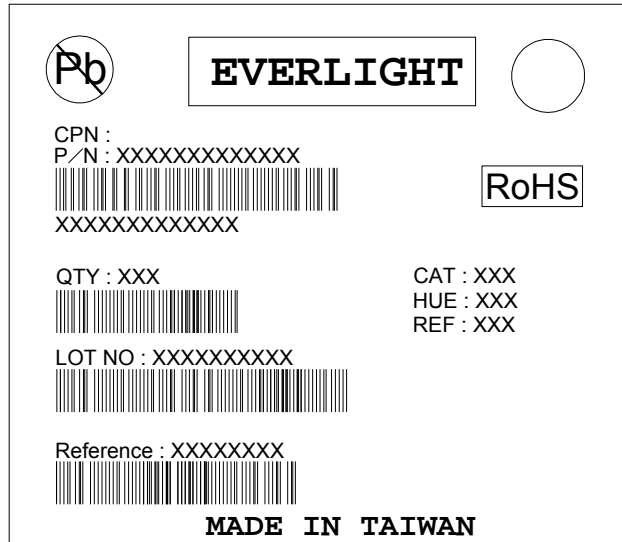 Pb
EVERLIGHT
CPN :
P/N : XXXXXXXXXXXXX
RoHS
XXXXXXXXXXXXX
QTY : XXX
CAT : XXX
HUE : XXX
REF : XXX
LOT NO : XXXXXXXXXX
Reference : XXXXXXXX
MADE IN TAIWAN